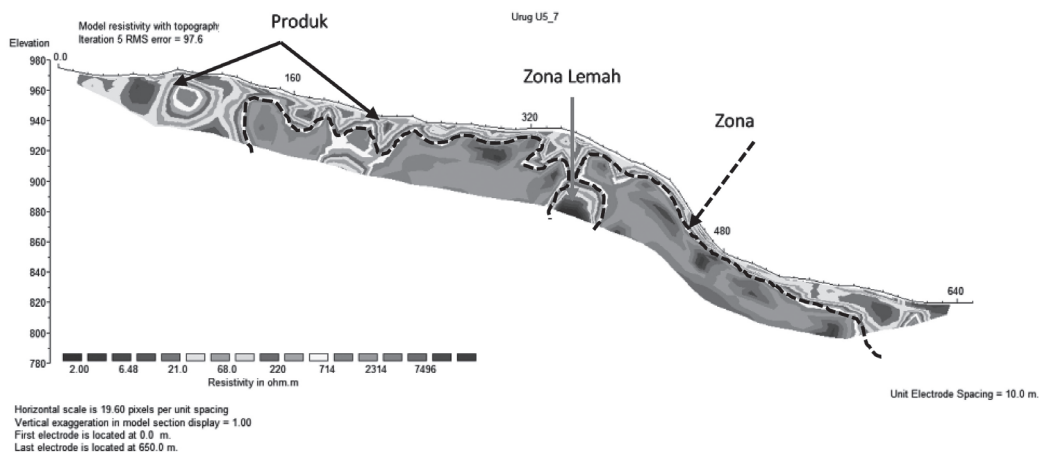 Urug U5_7
Produk
Model resistivity with topography
Iteration 5 RMS error = 97.6
Elevation
0.0
160
320
480
640
Zona Lemah
Zona
980
960
940
920
900
880
860
840
820
800
780
2.00 6.48 21.0 68.0 220 714 2314 7496
Resistivity in ohm.m
Unit Electrode Spacing = 10.0 m.
Horizontal scale is 19.60 pixels per unit spacing
Vertical exaggeration in model section display = 1.00
First electrode is located at 0.0 m.
Last electrode is located at 650.0 m.